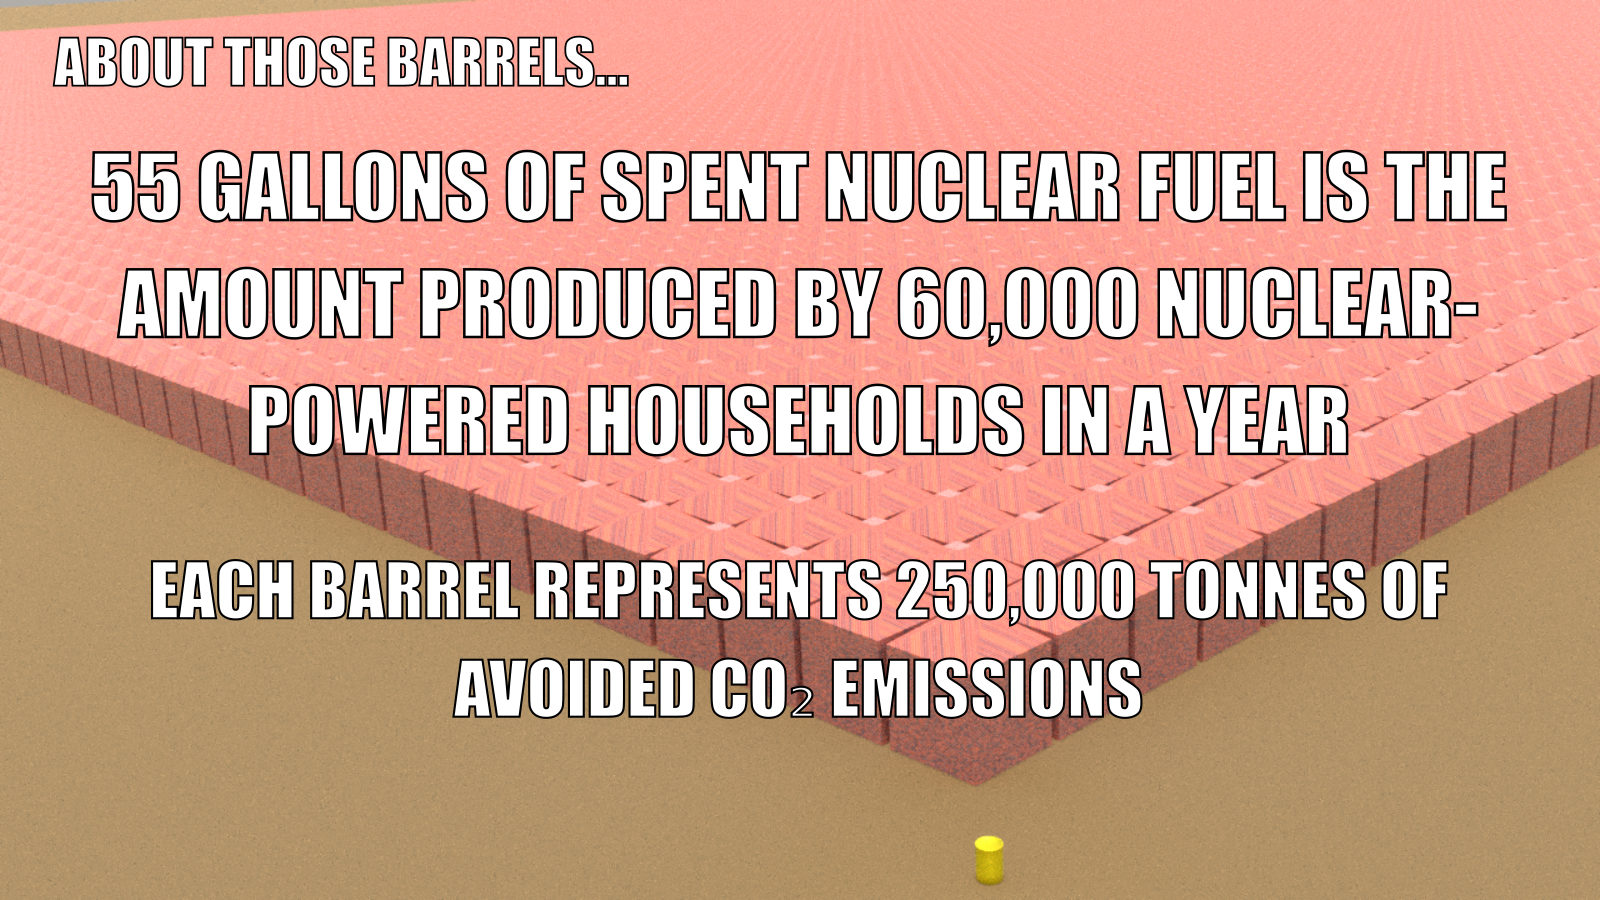 ABOUT THOSE BARRELS...
55 GALLONS OF SPENT NUCLEAR FUEL IS THE
AMOUNT PRODUCED BY 60,000 NUCLEAR-
POWERED HOUSEHOLDS IN A YEAR
EACH BARREL REPRESENTS 250,000 TONNES OF
AVOIDED CO₂ EMISSIONS